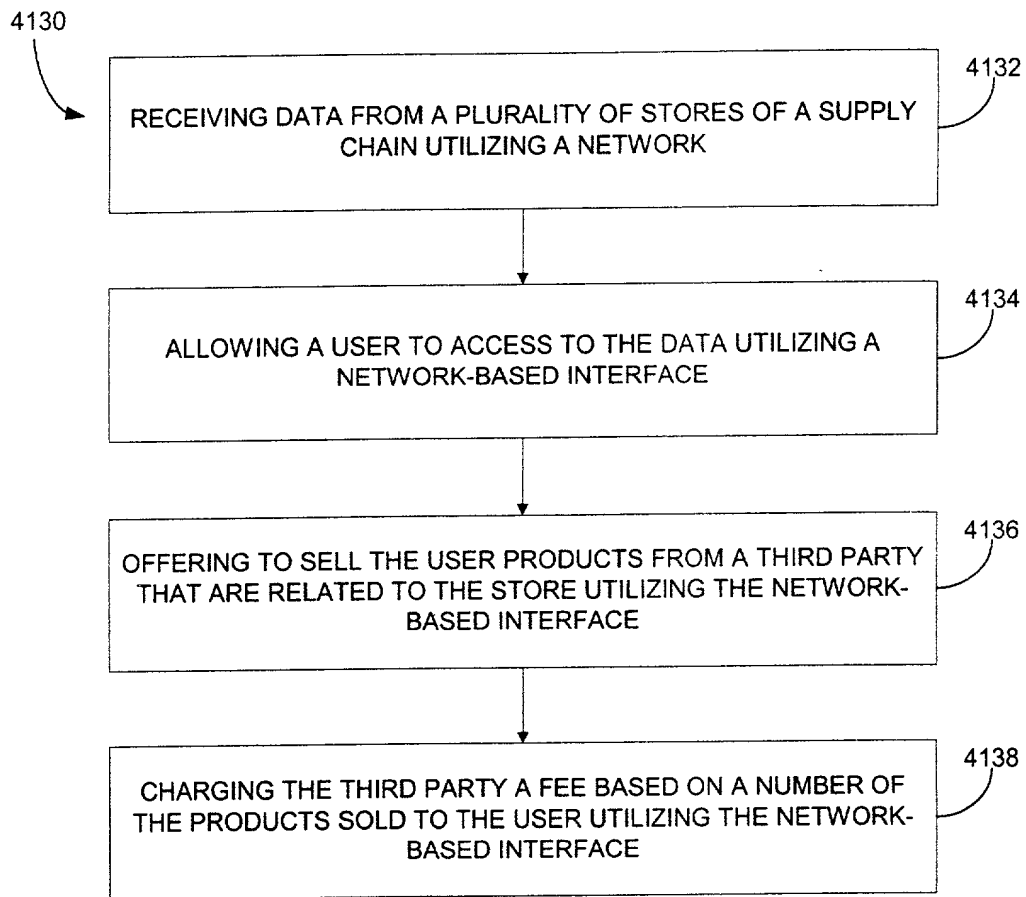 4130
4132
RECEIVING DATA FROM A PLURALITY OF STORES OF A SUPPLY
CHAIN UTILIZING A NETWORK
4134
ALLOWING A USER TO ACCESS TO THE DATA UTILIZING A
NETWORK-BASED INTERFACE
4136
OFFERING TO SELL THE USER PRODUCTS FROM A THIRD PARTY
THAT ARE RELATED TO THE STORE UTILIZING THE NETWORK-
BASED INTERFACE
4138
CHARGING THE THIRD PARTY A FEE BASED ON A NUMBER OF
THE PRODUCTS SOLD TO THE USER UTILIZING THE NETWORK-
BASED INTERFACE